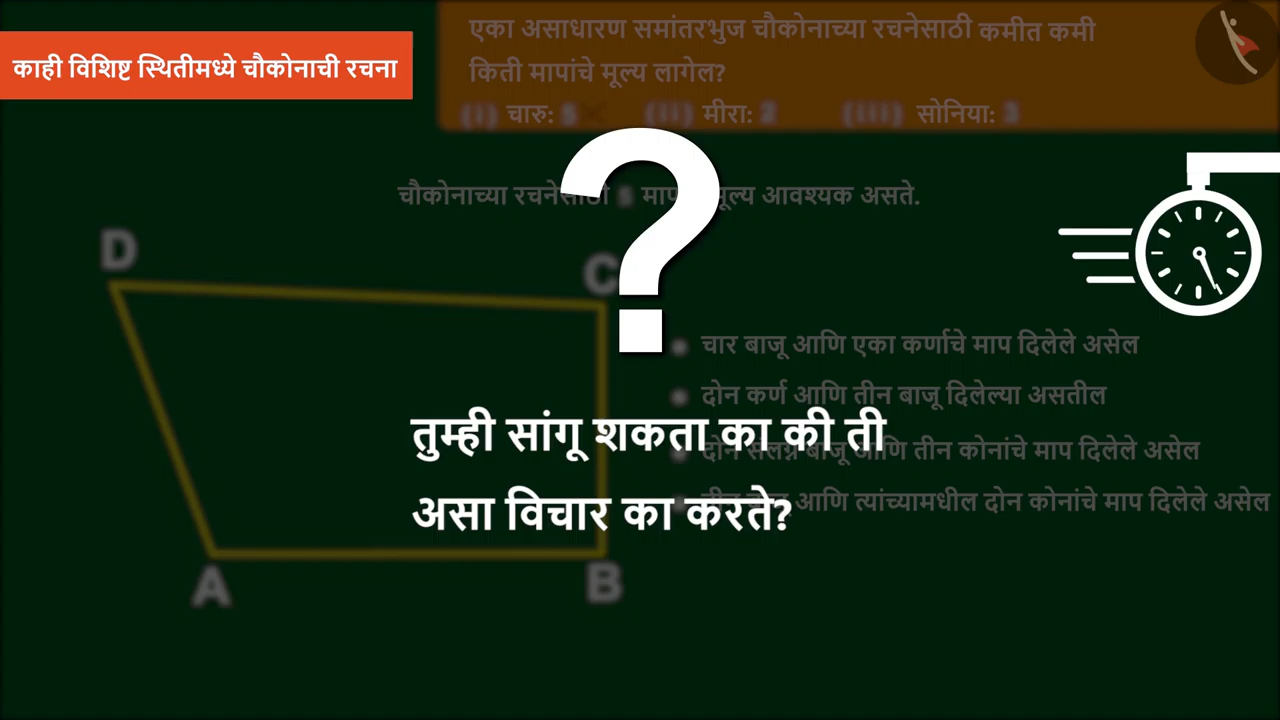 काही विशिष्ट स्थितीमध्ये चौकोनाची रचना
एका असाधारण समांतरभुज चौकोनाच्या रचनेसाठी कमीत कमी
किती मापांचे मूल्य लागेल?
(i) चारु: 5 (ii) मीरा: 2 (iii) सोनिया: 3
चौकोनाच्या रचनेसाठी 5 मूल्य आवश्यक असते.
D
C
चार बाजू आणि एका कर्णाचे माप दिलेले असेल
दोन कर्ण आणि तीन बाजू दिलेल्या असतील
तुम्ही सांगू शकता का की ती
दोन संलग्न बाजू आणि तीन कोनांचे माप दिलेले असेल
आणि त्यांच्यामधील दोन कोनांचे माप दिलेले असेल
असा विचार का करते?
A
B